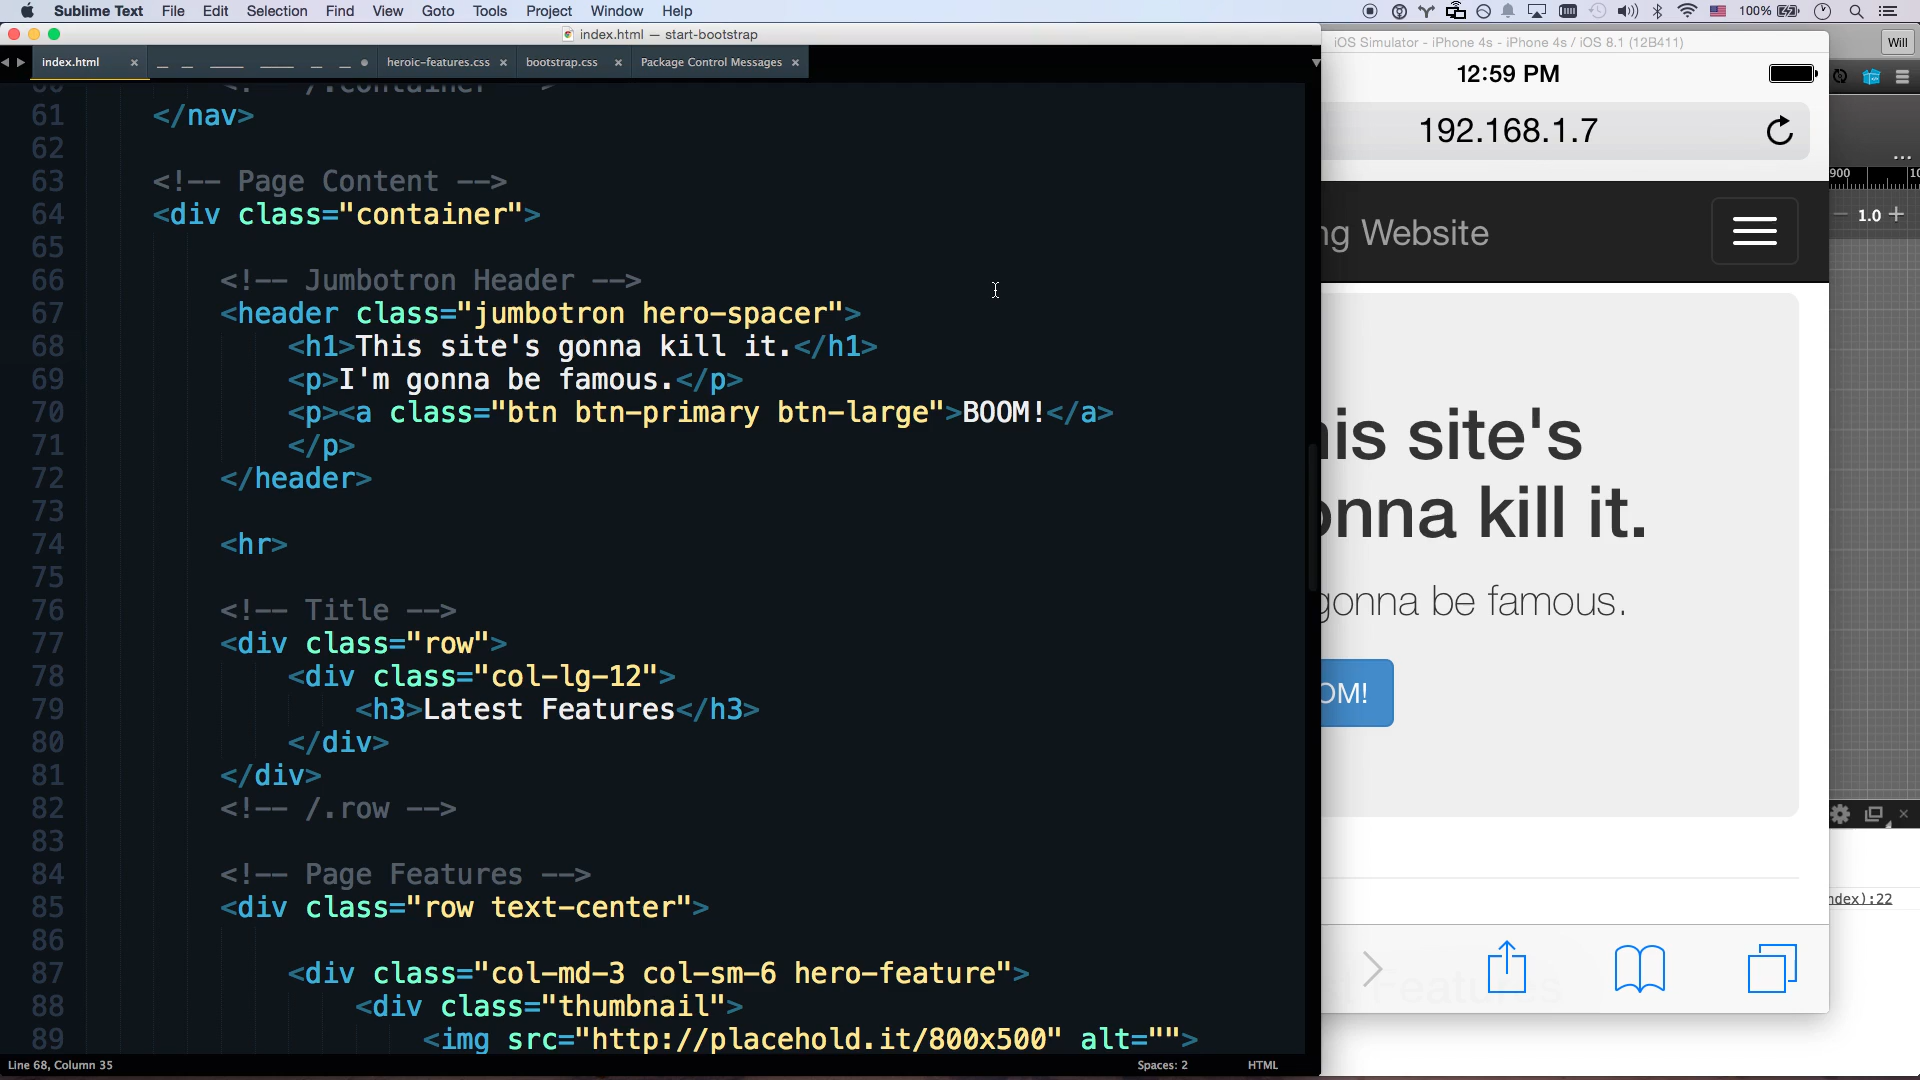 Sublime Text File Edit Selection Find View Goto Tools Project Window Help 100%
index.html — start-bootstrap
index.html × heroic-features.css × bootstrap.css × Package Control Messages ×
61 </nav>
62
63 <!-- Page Content -->
64 <div class="container">
65
66 <!-- Jumbotron Header -->
67 <header class="jumbotron hero-spacer">
68 <h1>This site's gonna kill it.</h1>
69 <p>I'm gonna be famous.</p>
70 <p><a class="btn btn-primary btn-large">BOOM!</a>
71 </p>
72 </header>
73
74 <hr>
75
76 <!-- Title -->
77 <div class="row">
78 <div class="col-lg-12">
79 <h3>Latest Features</h3>
80 </div>
81 </div>
82 <!-- /.row -->
83
84 <!-- Page Features -->
85 <div class="row text-center">
86
87 <div class="col-md-3 col-sm-6 hero-feature">
88 <div class="thumbnail">
89 <img src="http://placehold.it/800x500" alt="">
Line 68, Column 35 Spaces: 2 HTML
iOS Simulator - iPhone 4s - iPhone 4s / iOS 8.1 (12B411)
12:59 PM
192.168.1.7
ng Website
his site's
onna kill it.
gonna be famous.
OM!
Features
Will
...
900
1.0
ndex):22